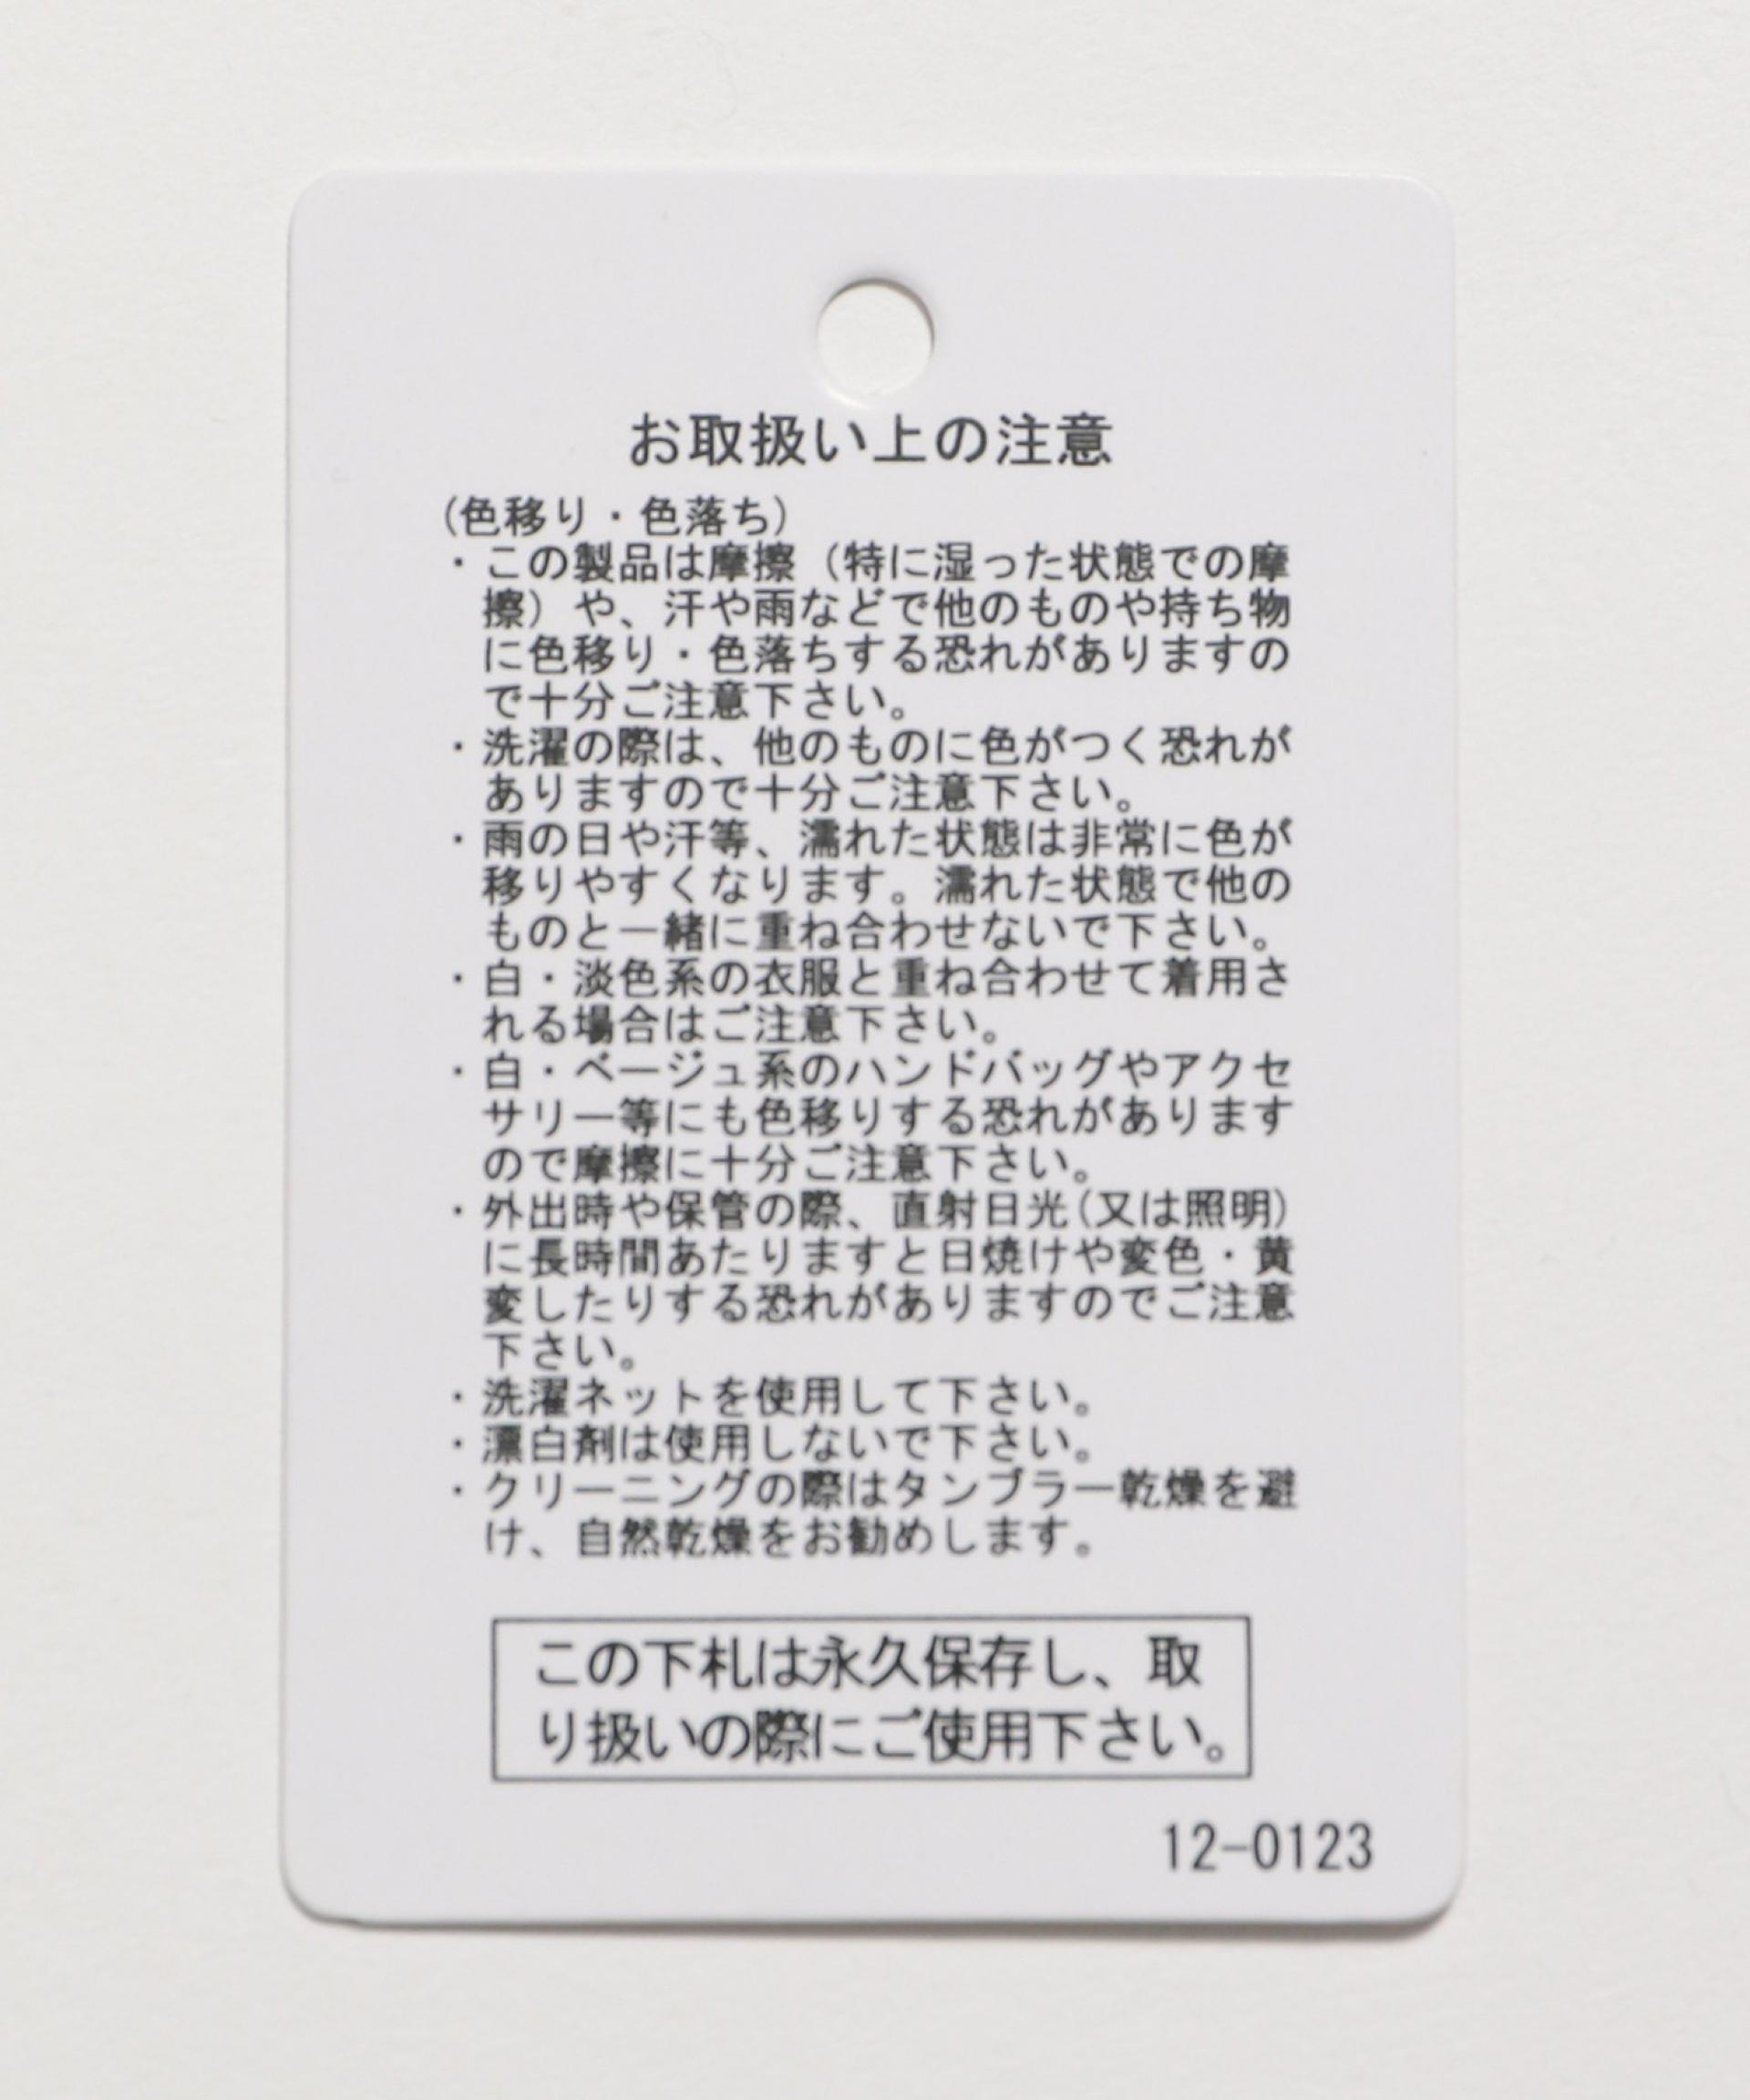 お取扱い上の注意
(色移り・色落ち)
・この製品は摩擦（特に湿った状態での摩
擦）や、汗や雨などで他のものや持ち物
に色移り・色落ちする恐れがありますの
で十分ご注意下さい。
・洗濯の際は、他のものに色がつく恐れが
ありますので十分ご注意下さい。
・雨の日や汗等、濡れた状態は非常に色が
移りやすくなります。濡れた状態で他の
ものと一緒に重ね合わせないで下さい。
・白・淡色系の衣服と重ね合わせて着用さ
れる場合はご注意下さい。
・白・ベージュ系のハンドバッグやアクセ
サリー等にも色移りする恐れがあります
ので摩擦に十分ご注意下さい。
・外出時や保管の際、直射日光(又は照明)
に長時間あたりますと日焼けや変色・黄
変したりする恐れがありますのでご注意
下さい。
・洗濯ネットを使用して下さい。
・漂白剤は使用しないで下さい。
・クリーニングの際はタンブラー乾燥を避
け、自然乾燥をお勧めします。
この下札は永久保存し、取
り扱いの際にご使用下さい。
12-0123